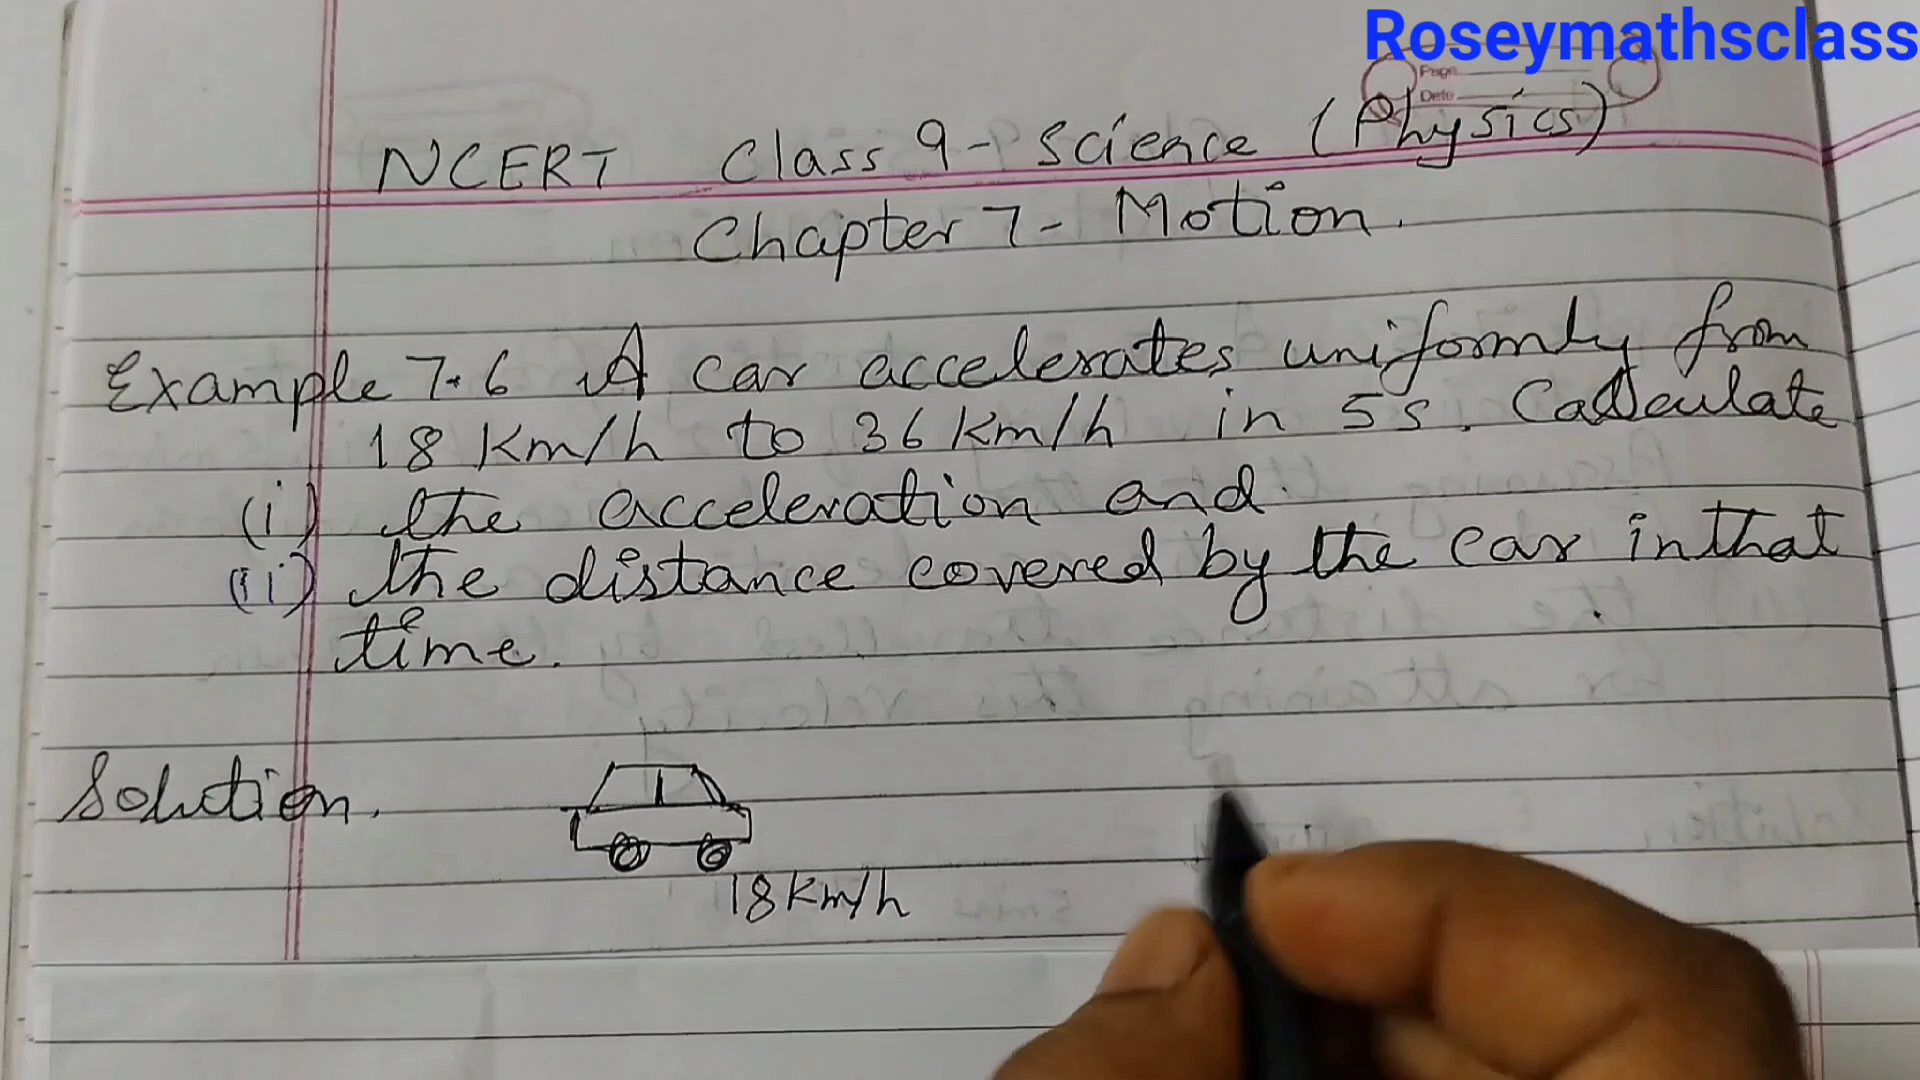 Roseymathsclass
Page
Date
NCERT Class 9 - Science (Physics)
Chapter 7 - Motion.
Example 7.6 A car accelerates uniformly from
18 km/h to 36 km/h in 5s. Calculate
(i) the acceleration and
(ii) the distance covered by the car in that
time.
Solution.
18 km/h